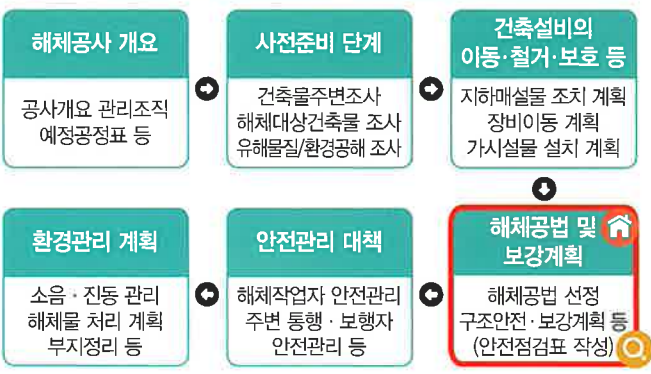 해체공사 개요
공사개요 관리조직
예정공정표 등
사전준비 단계
건축물주변조사
해체대상건축물 조사
유해물질/환경공해 조사
건축설비의
이동·철거·보호 등
지하매설물 조치 계획
장비이동 계획
가시설물 설치 계획
해체공법 및
보강계획
해체공법 선정
구조안전·보강계획 등
(안전점검표 작성)
안전관리 대책
해체작업자 안전관리
주변 통행·보행자
안전관리 등
환경관리 계획
소음·진동 관리
해체물 처리 계획
부지정리 등